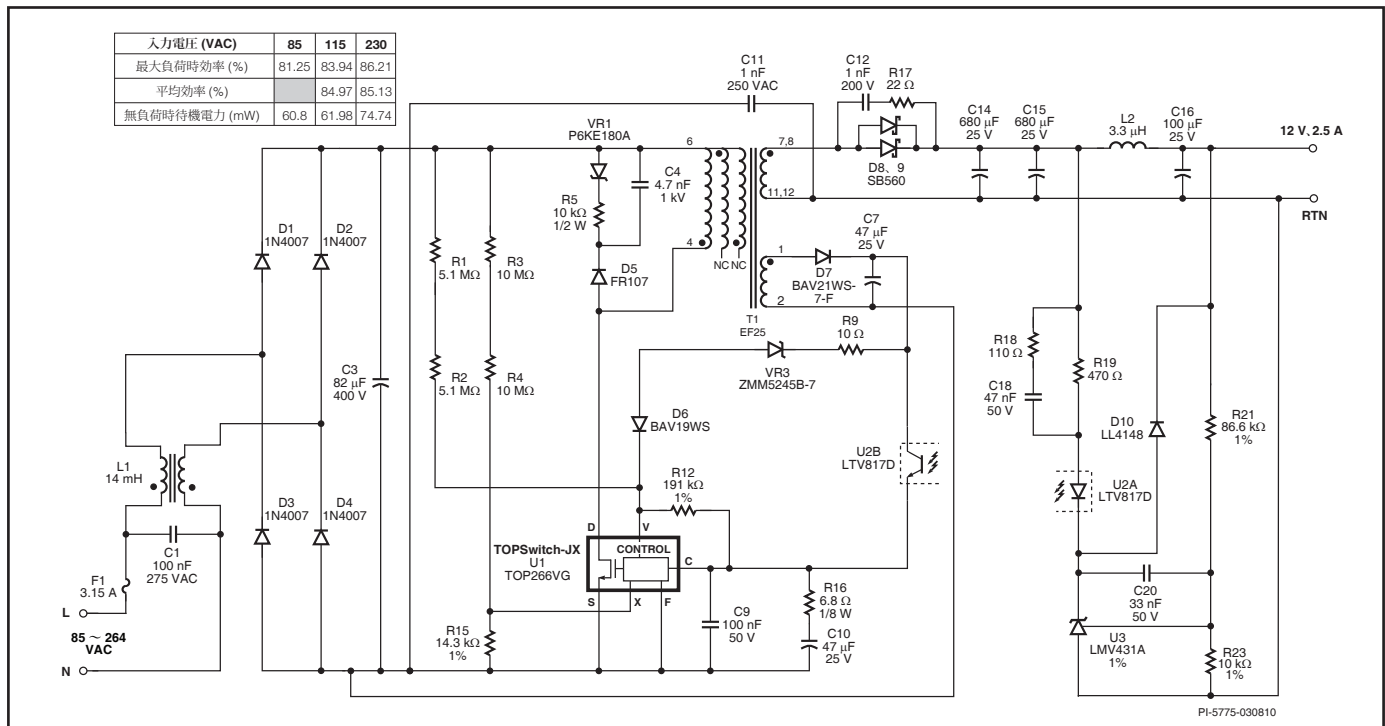 入力電圧 (VAC) 85 115 230
最大負荷時効率 (%) 81.25 83.94 86.21
平均効率 (%) 84.97 85.13
無負荷時待機電力 (mW) 60.8 61.98 74.74
C11
1 nF
250 VAC
C12
1 nF
200 V
R17
22 Ω
D8、9
SB560
C14
680 µF
25 V
C15
680 µF
25 V
L2
3.3 µH
C16
100 µF
25 V
12 V, 2.5 A
RTN
VR1
P6KE180A
C4
4.7 nF
1 kV
R5
10 kΩ
1/2 W
D5
FR107
6
4
NC NC
7,8
11,12
1
2
T1
EF25
D7
BAV21WS-
7-F
C7
47 µF
25 V
D1
1N4007
D2
1N4007
R1
5.1 MΩ
R3
10 MΩ
R2
5.1 MΩ
R4
10 MΩ
C3
82 µF
400 V
R9
10 Ω
VR3
ZMM5245B-7
D6
BAV19WS
R12
191 kΩ
1%
U2B
LTV817D
R18
110 Ω
C18
47 nF
50 V
R19
470 Ω
D10
LL4148
R21
86.6 kΩ
1%
U2A
LTV817D
L1
14 mH
D3
1N4007
D4
1N4007
C1
100 nF
275 VAC
F1
3.15 A
L
85 ～ 264
VAC
N
D V
CONTROL
C
S X F
TOPSwitch-JX
U1
TOP266VG
R15
14.3 kΩ
1%
C9
100 nF
50 V
R16
6.8 Ω
1/8 W
C10
47 µF
25 V
C20
33 nF
50 V
U3
LMV431A
1%
R23
10 kΩ
1%
PI-5775-030810